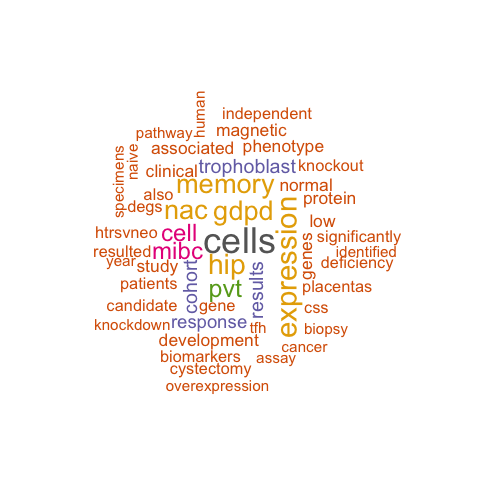 human
independent
pathway
magnetic
naive
associated
phenotype
specimens
clinical
trophoblast
knockout
also
memory
normal
degs
nac
gdpd
expression
protein
htrsvneo
cell
cells
low
significantly
resulted
mibc
genes
identified
year
study
cohort
hip
results
deficiency
patients
pvt
placentas
candidate
gene
css
knockdown
response
tfh
biopsy
development
cancer
biomarkers
assay
cystectomy
overexpression